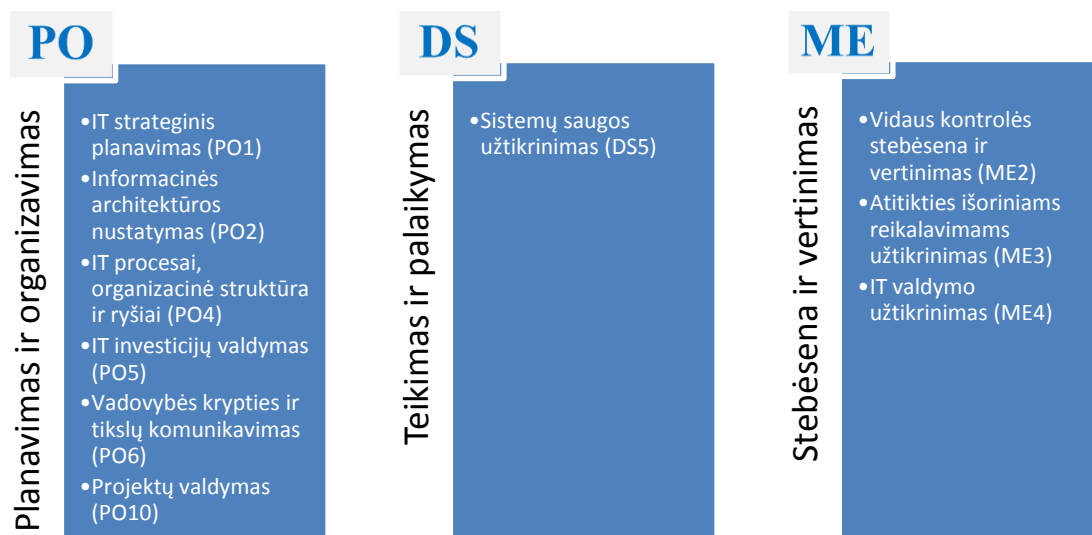 PO
Planavimas ir organizavimas
•IT strateginis
planavimas (PO1)
•Informacinės
architektūros
nustatymas (PO2)
•IT procesai,
organizacinė struktūra
ir ryšiai (PO4)
•IT investicijų valdymas
(PO5)
•Vadovybės krypties ir
tikslų komunikavimas
(PO6)
•Projektų valdymas
(PO10)
DS
Teikimas ir palaikymas
•Sistemų saugos
užtikrinimas (DS5)
ME
Stebėsena ir vertinimas
•Vidaus kontrolės
stebėsena ir
vertinimas (ME2)
•Atitikties išoriniams
reikalavimams
užtikrinimas (ME3)
•IT valdymo
užtikrinimas (ME4)